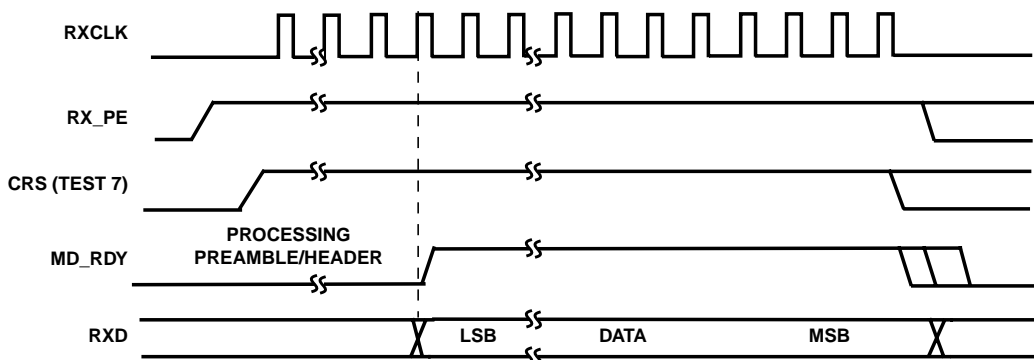 RXCLK
RX_PE
CRS (TEST 7)
PROCESSING
PREAMBLE/HEADER
MD_RDY
RXD
LSB
DATA
MSB